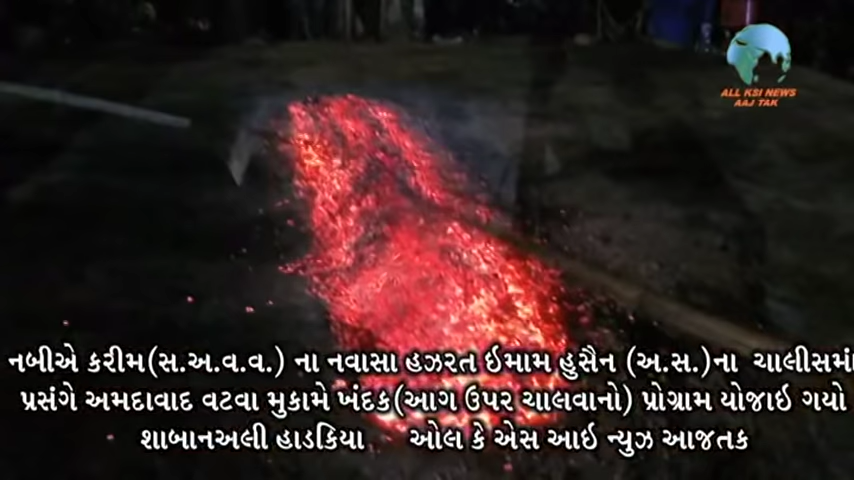 ALL KSI NEWS
AAJ TAK
નબીએ કરીમ(સ.અ.વ.વ.) ના નવાસા હઝરત ઇમામ હુસૈન (અ.સ.)ના ચાલીસમાં
પ્રસંગે અમદાવાદ વટવા મુકામે ખંદક(આગ ઉપર ચાલવાનો) પ્રોગ્રામ યોજાઇ ગયો
શાબાનઅલી હાડકિયા ઓલ કે એસ આઇ ન્યુઝ આજતક